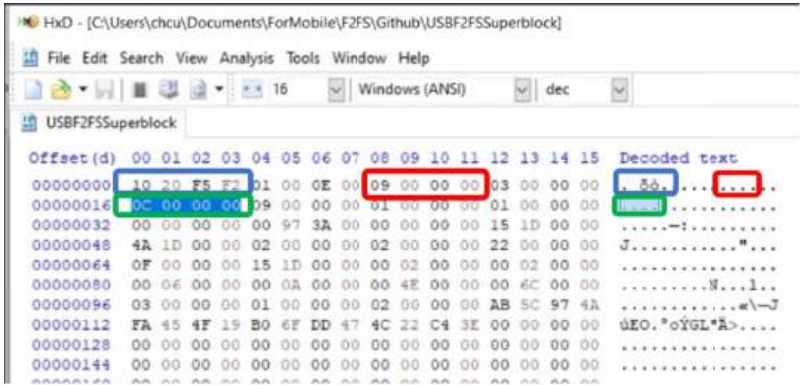 HxD - [C:\Users\chcu\Documents\ForMobile\F2FS\Github\USBF2FSSuperblock]
File Edit Search View Analysis Tools Window Help
16 Windows (ANSI) dec
USBF2FSSuperblock
Offset(d) 00 01 02 03 04 05 06 07 08 09 10 11 12 13 14 15 Decoded text
00000000 10 20 F5 F2 01 00 0E 00 09 00 00 00 03 00 00 00 . õò............
00000016 0C 00 00 00 09 00 00 00 01 00 00 00 01 00 00 00 ................
00000032 00 00 00 00 00 97 3A 00 00 00 00 00 15 1D 00 00 .....—:.........
00000048 4A 1D 00 00 02 00 00 00 02 00 00 00 22 00 00 00 J..........."...
00000064 0F 00 00 00 15 1D 00 00 00 02 00 00 00 02 00 00 ................
00000080 00 06 00 00 00 0A 00 00 00 4E 00 00 00 6C 00 00 .........N...l..
00000096 03 00 00 00 01 00 00 00 02 00 00 00 AB 5C 97 4A ............«\—J
00000112 FA 45 4F 19 B0 6F DD 47 4C 22 C4 3E 00 00 00 00 úEO.°oÝGL"Ä>....
00000128 00 00 00 00 00 00 00 00 00 00 00 00 00 00 00 00 ................
00000144 00 00 00 00 00 00 00 00 00 00 00 00 00 00 00 00 ................